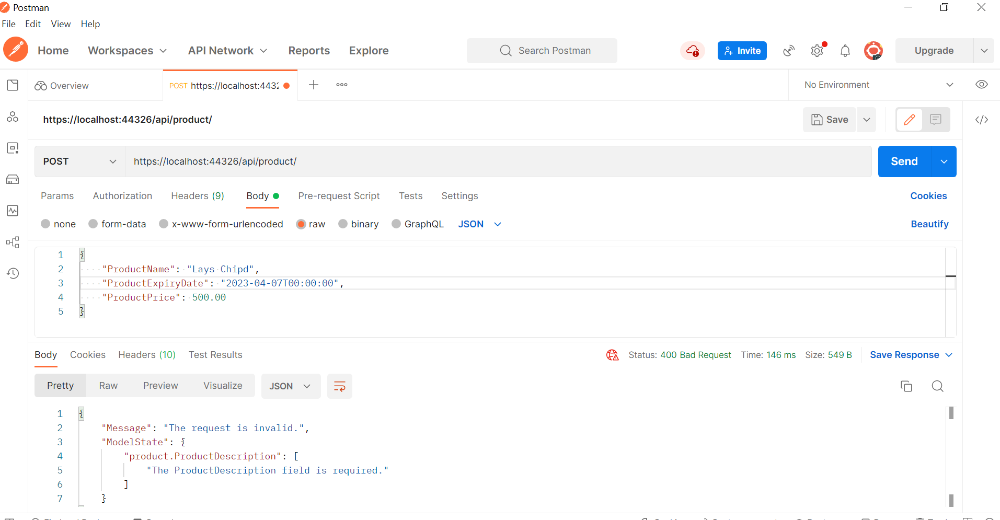 Postman
File Edit View Help
Home Workspaces API Network Reports Explore Search Postman Invite Upgrade
Overview POST https://localhost:4432 No Environment
https://localhost:44326/api/product/ Save
POST https://localhost:44326/api/product/ Send
Params Authorization Headers (9) Body Pre-request Script Tests Settings Cookies
none form-data x-www-form-urlencoded raw binary GraphQL JSON Beautify
1 {
2 "ProductName": "Lays Chipd",
3 "ProductExpiryDate": "2023-04-07T00:00:00",
4 "ProductPrice": 500.00
5 }
Body Cookies Headers (10) Test Results Status: 400 Bad Request Time: 146 ms Size: 549 B Save Response
Pretty Raw Preview Visualize JSON
1 {
2 "Message": "The request is invalid.",
3 "ModelState": {
4 "product.ProductDescription": [
5 "The ProductDescription field is required."
6 ]
7 }